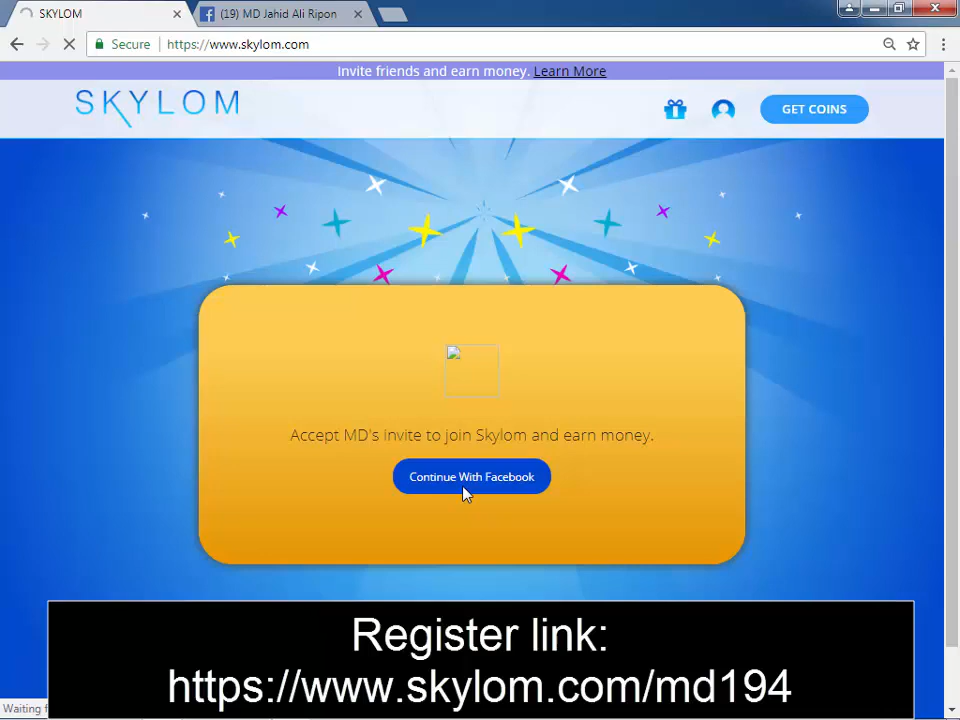 SKYLOM
(19) MD Jahid Ali Ripon
Secure
https://www.skylom.com
Invite friends and earn money. Learn More
SKYLOM
GET COINS
Accept MD's invite to join Skylom and earn money.
Continue With Facebook
Register link:
https://www.skylom.com/md194
Waiting